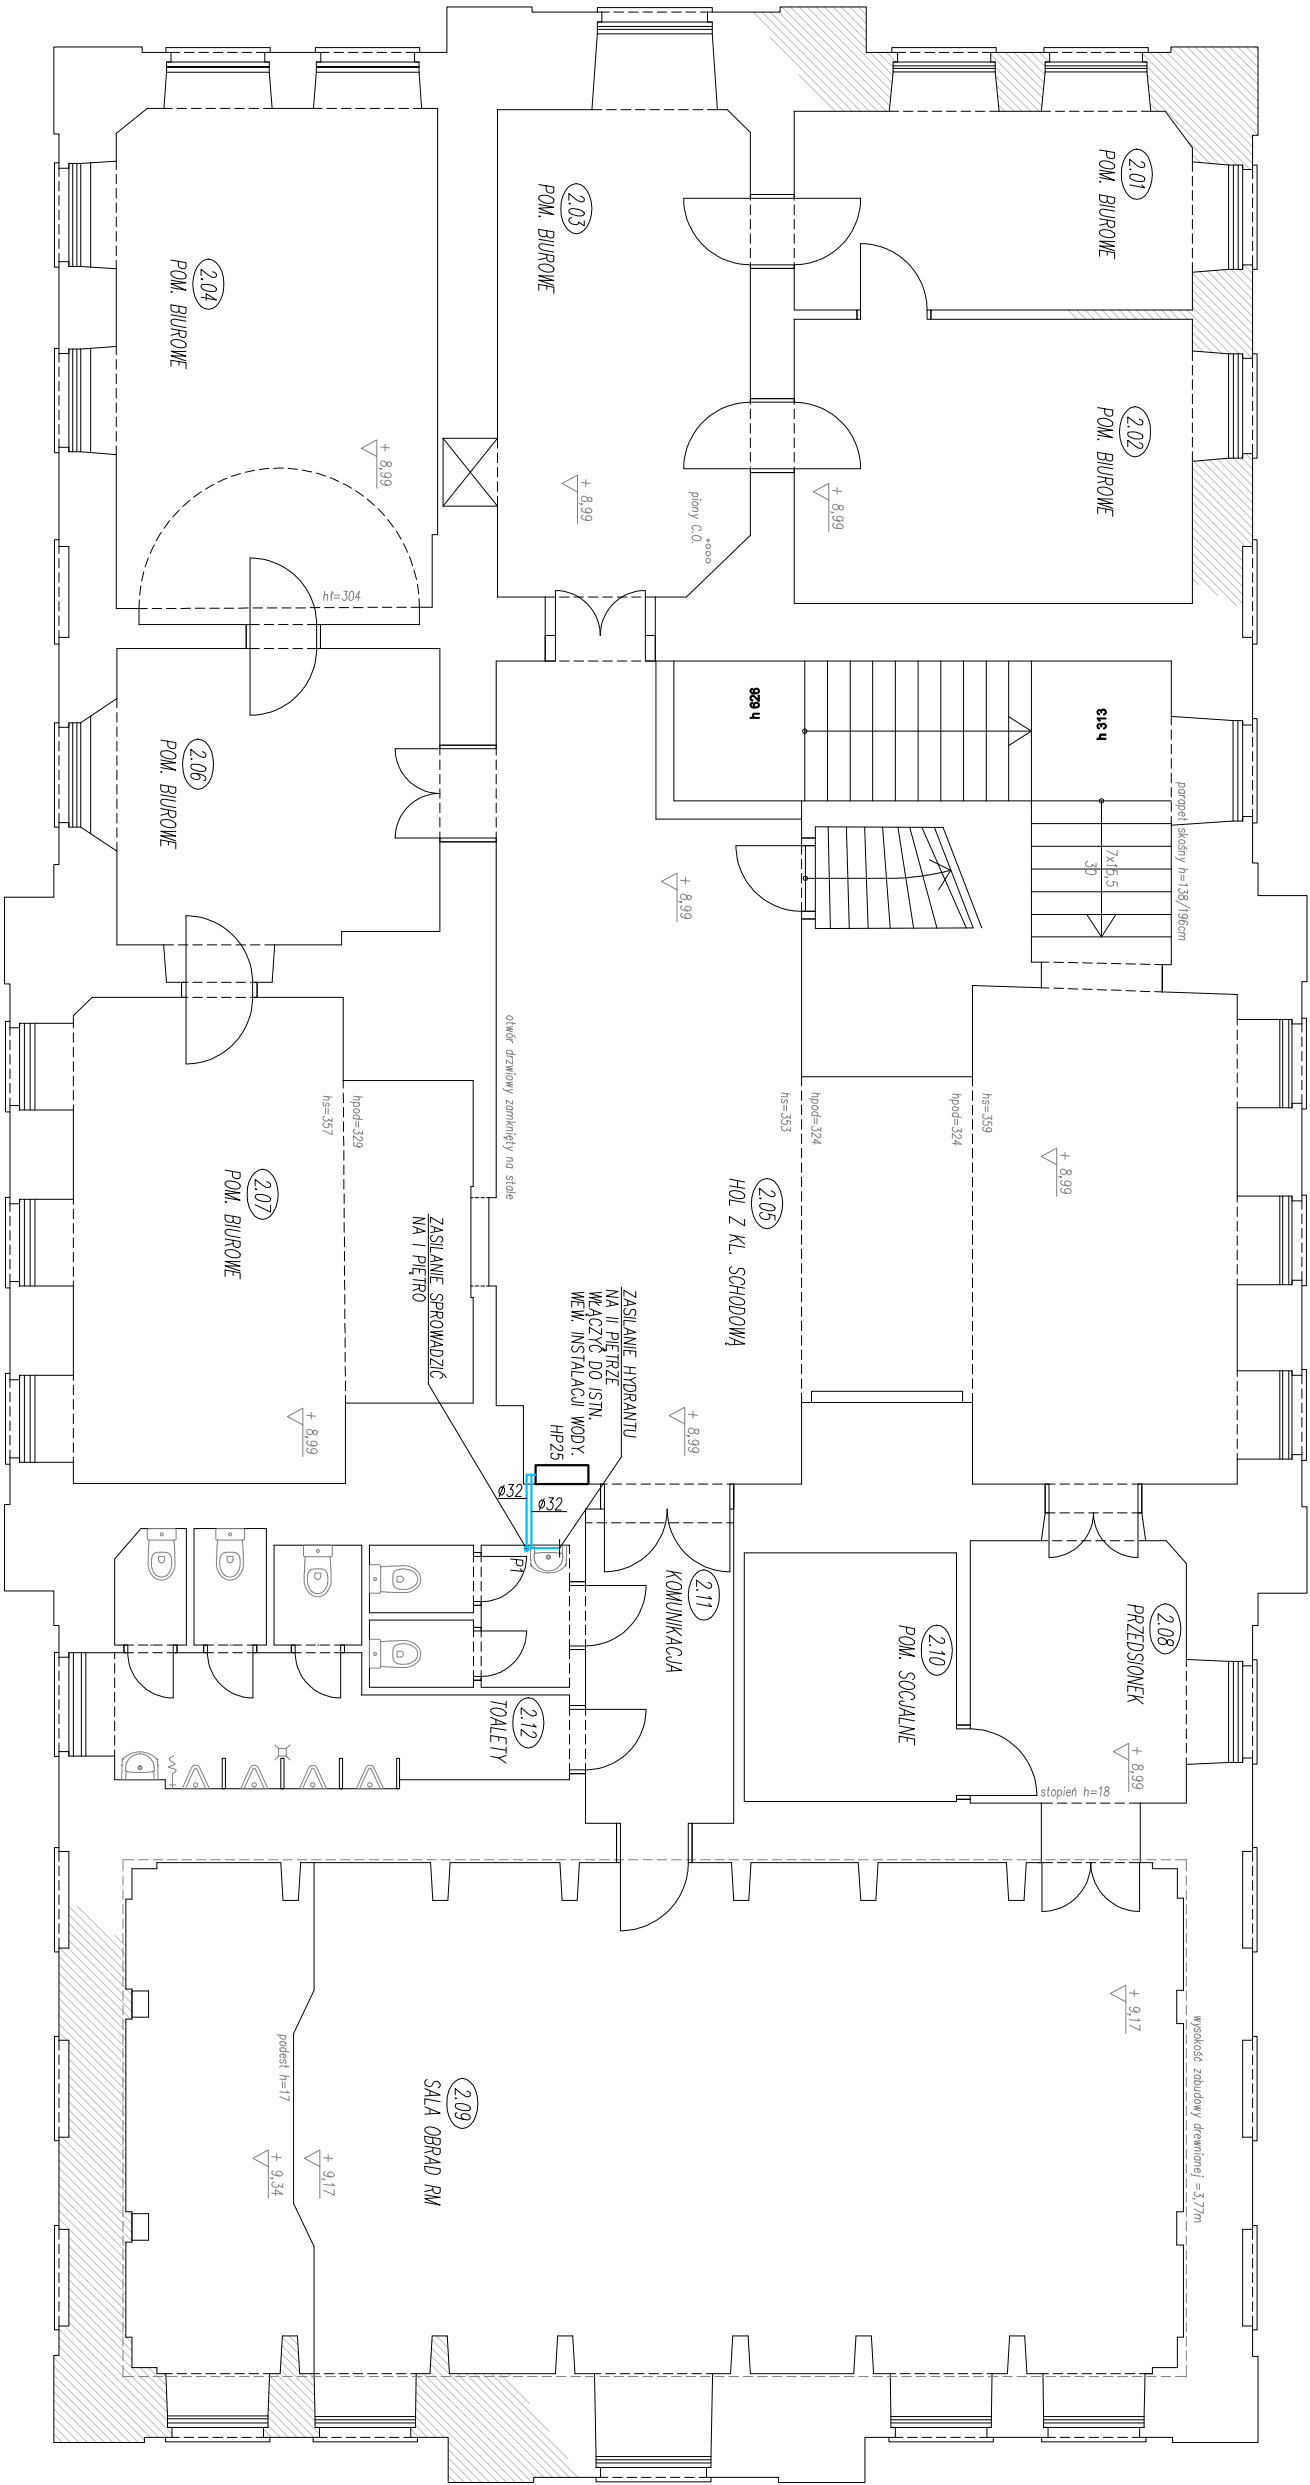 2.01
POM. BIUROWE
2.02
POM. BIUROWE
+ 8,99
2.03
POM. BIUROWE
+ 8,99
piony C.O.
2.04
POM. BIUROWE
+ 8,99
hł=304
h 626
h 313
parapet skośny h=138/196cm
7x15,5
30
2.06
POM. BIUROWE
+ 8,99
otwór drzwiowy zamknięty na stałe
hs=353
hpod=324
hpod=324
hs=359
+ 8,99
2.05
HOL Z KL. SCHODOWĄ
+ 8,99
hpod=329
hs=357
2.07
POM. BIUROWE
+ 8,99
ZASILANIE SPROWADZIĆ
NA I PIĘTRO
ZASILANIE HYDRANTU
NA II PIĘTRZE
WŁĄCZYĆ DO ISTN.
WEW. INSTALACJI WODY.
HP25
ø32
ø32
P1
2.11
KOMUNIKACJA
2.08
PRZEDSIONEK
+ 8,99
2.10
POM. SOCJALNE
stopień h=18
2.12
TOALETY
+ 9,17
wysokość zabudowy drewnianej =3,77m
2.09
SALA OBRAD RM
podest h=17
+ 9,17
+ 9,34